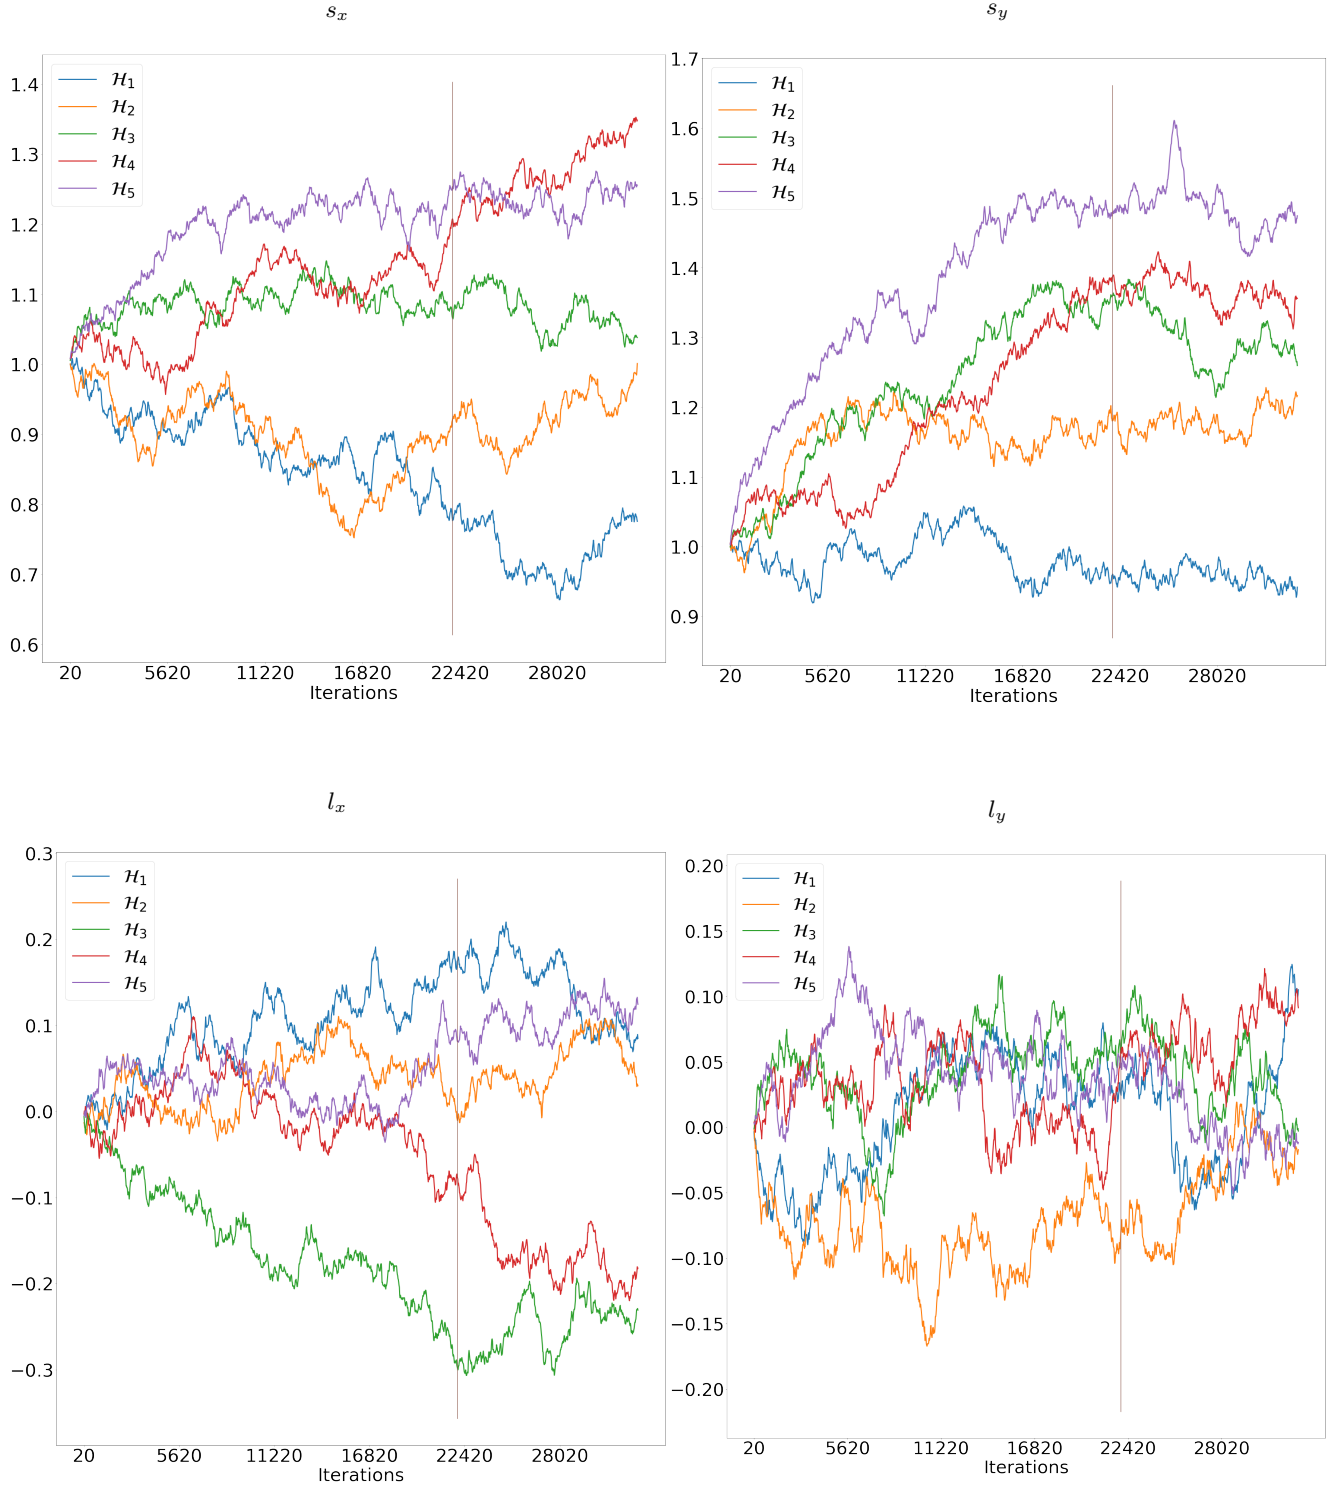 s_x
1.4
1.3
1.2
1.1
1.0
0.9
0.8
0.7
0.6
H_1
H_2
H_3
H_4
H_5
20 5620 11220 16820 22420 28020
Iterations
s_y
1.7
1.6
1.5
1.4
1.3
1.2
1.1
1.0
0.9
H_1
H_2
H_3
H_4
H_5
20 5620 11220 16820 22420 28020
Iterations
l_x
0.3
0.2
0.1
0.0
−0.1
−0.2
−0.3
H_1
H_2
H_3
H_4
H_5
20 5620 11220 16820 22420 28020
Iterations
l_y
0.20
0.15
0.10
0.05
0.00
−0.05
−0.10
−0.15
−0.20
H_1
H_2
H_3
H_4
H_5
20 5620 11220 16820 22420 28020
Iterations